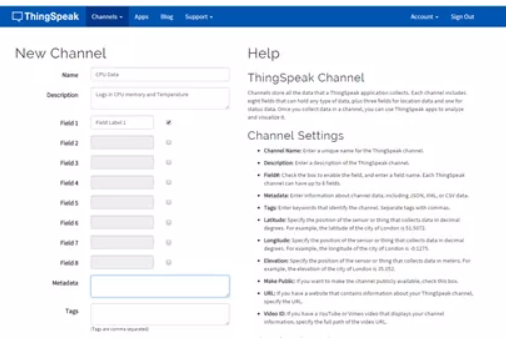 ThingSpeak Channels Apps Blog Support Account Sign Out
New Channel
Name CPU Data
Description Logs in CPU memory and Temperature
Field 1 Field Label 1
Field 2
Field 3
Field 4
Field 5
Field 6
Field 7
Field 8
Metadata
Tags
(Tags are comma separated)
Help
ThingSpeak Channel
Channels store all the data that a ThingSpeak application collects. Each channel includes
eight fields that can hold any type of data, plus three fields for location data and one for
status data. Once you collect data in a channel, you can use ThingSpeak apps to analyze
and visualize it.
Channel Settings
• Channel Name: Enter a unique name for the ThingSpeak channel.
• Description: Enter a description of the ThingSpeak channel.
• Field#: Check the box to enable the field, and enter a field name. Each ThingSpeak
channel can have up to 8 fields.
• Metadata: Enter information about channel data, including JSON, XML, or CSV data.
• Tags: Enter keywords that identify the channel. Separate tags with commas.
• Latitude: Specify the position of the sensor or thing that collects data in decimal
degrees. For example, the latitude of the city of London is 51.5072.
• Longitude: Specify the position of the sensor or thing that collects data in decimal
degrees. For example, the longitude of the city of London is -0.1275.
• Elevation: Specify the position of the sensor or thing that collects data in meters. For
example, the elevation of the city of London is 35.052.
• Make Public: If you want to make the channel publicly available, check this box.
• URL: If you have a website that contains information about your ThingSpeak channel,
specify the URL.
• Video ID: If you have a YouTube or Vimeo video that displays your channel
information, specify the full path of the video URL.